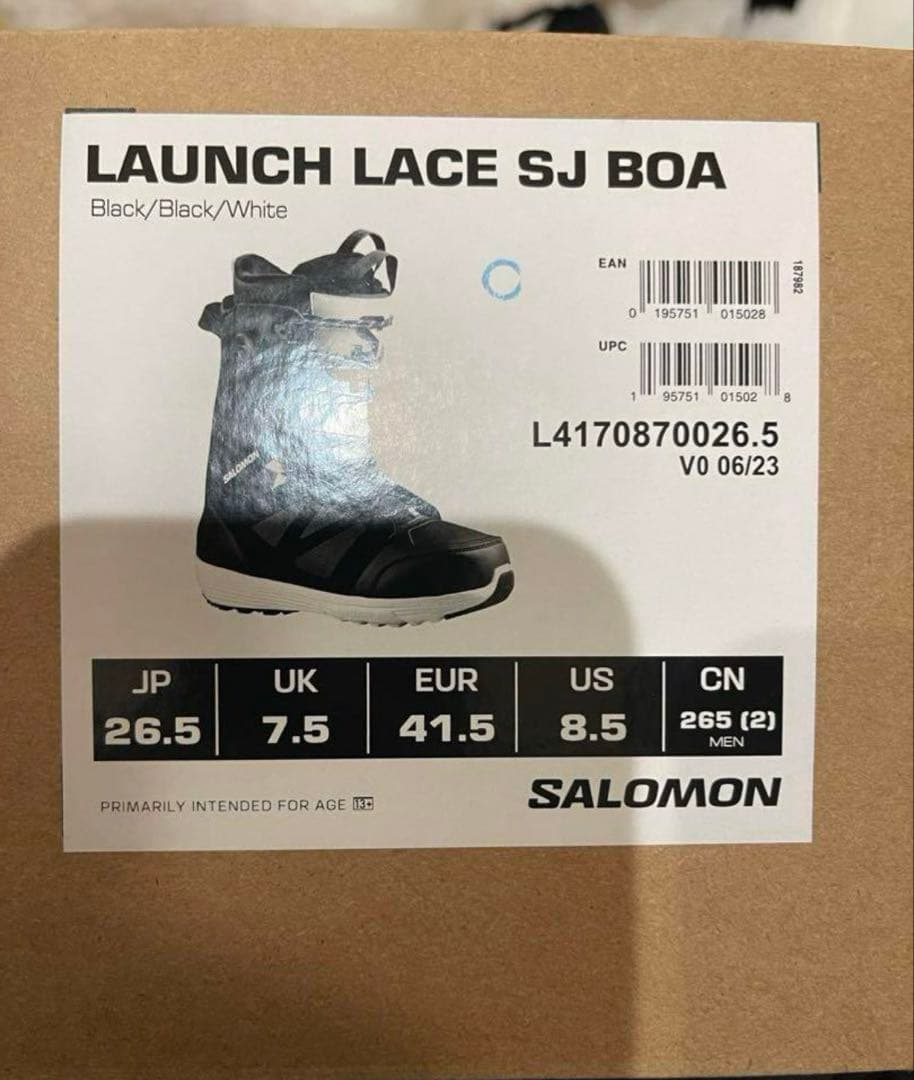 LAUNCH LACE SJ BOA
Black/Black/White
EAN
187982
0 195751 015028
UPC
1 95751 01502 8
L4170870026.5
V0 06/23
SALOMON
JP UK EUR US CN
26.5 7.5 41.5 8.5 265 (2)
MEN
PRIMARILY INTENDED FOR AGE 13+
SALOMON